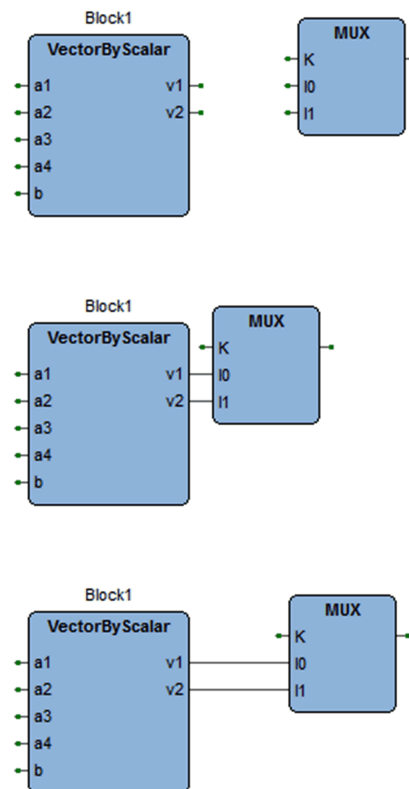 Block1
VectorByScalar
MUX
a1 v1 K
a2 v2 I0
a3 I1
a4
b
Block1
VectorByScalar
MUX
K
a1 v1 I0
a2 v2 I1
a3
a4
b
Block1
VectorByScalar
MUX
K
a1 v1 I0
a2 v2 I1
a3
a4
b